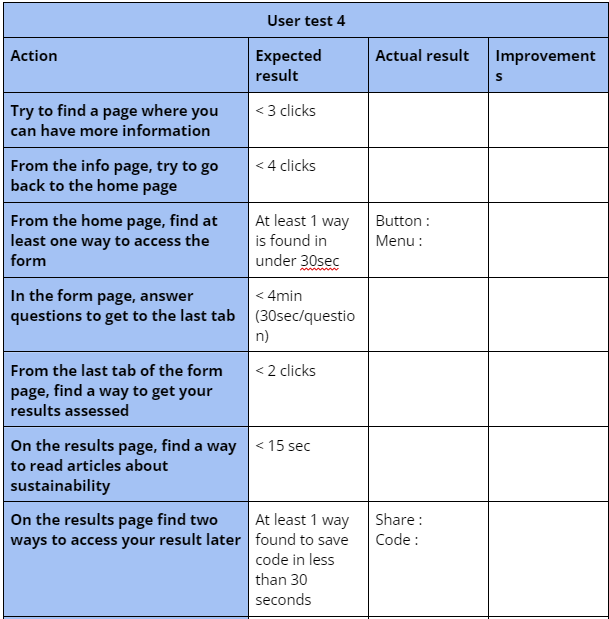 User test 4
Action
Expected
result
Actual result
Improvement
s
Try to find a page where you
can have more information
< 3 clicks
From the info page, try to go
back to the home page
< 4 clicks
From the home page, find at
least one way to access the
form
At least 1 way
is found in
under 30sec
Button :
Menu :
In the form page, answer
questions to get to the last tab
< 4min
(30sec/questio
n)
From the last tab of the form
page, find a way to get your
results assessed
< 2 clicks
On the results page, find a way
to read articles about
sustainability
< 15 sec
On the results page find two
ways to access your result later
At least 1 way
found to save
code in less
than 30
seconds
Share :
Code :